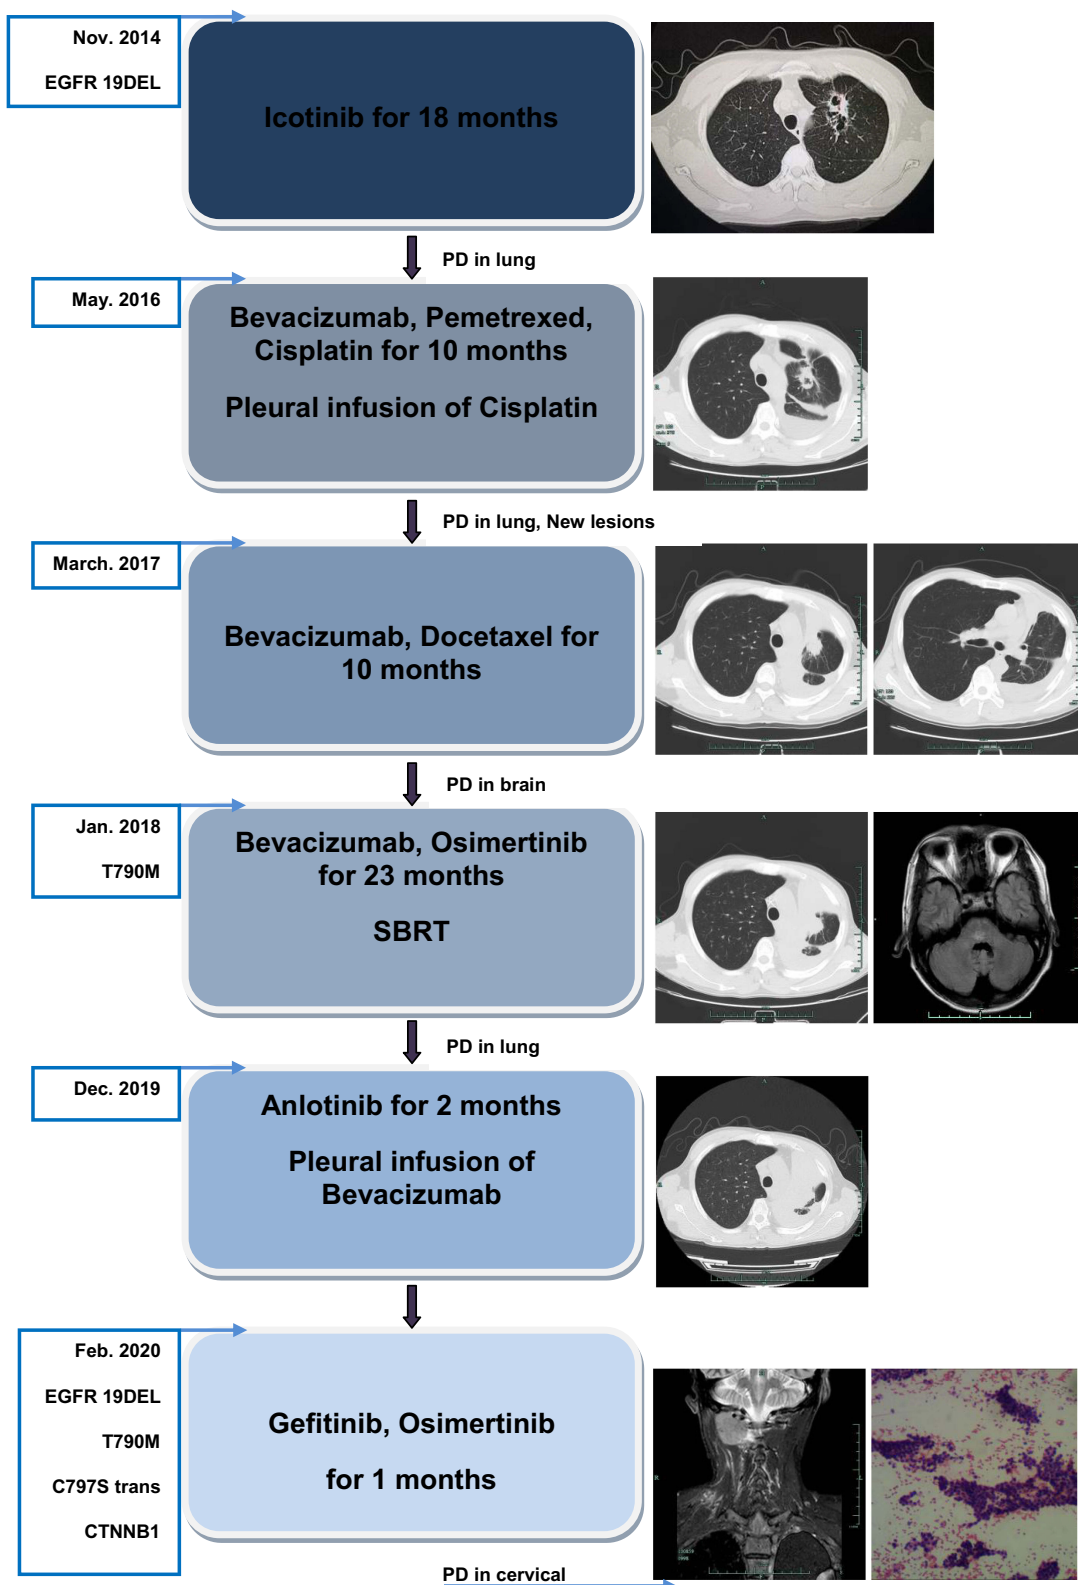 Nov. 2014
EGFR 19DEL
Icotinib for 18 months
PD in lung
May. 2016
Bevacizumab, Pemetrexed,
Cisplatin for 10 months
Pleural infusion of Cisplatin
PD in lung, New lesions
March. 2017
Bevacizumab, Docetaxel for
10 months
PD in brain
Jan. 2018
T790M
Bevacizumab, Osimertinib
for 23 months
SBRT
PD in lung
Dec. 2019
Anlotinib for 2 months
Pleural infusion of
Bevacizumab
Feb. 2020
EGFR 19DEL
T790M
C797S trans
CTNNB1
Gefitinib, Osimertinib
for 1 months
PD in cervical